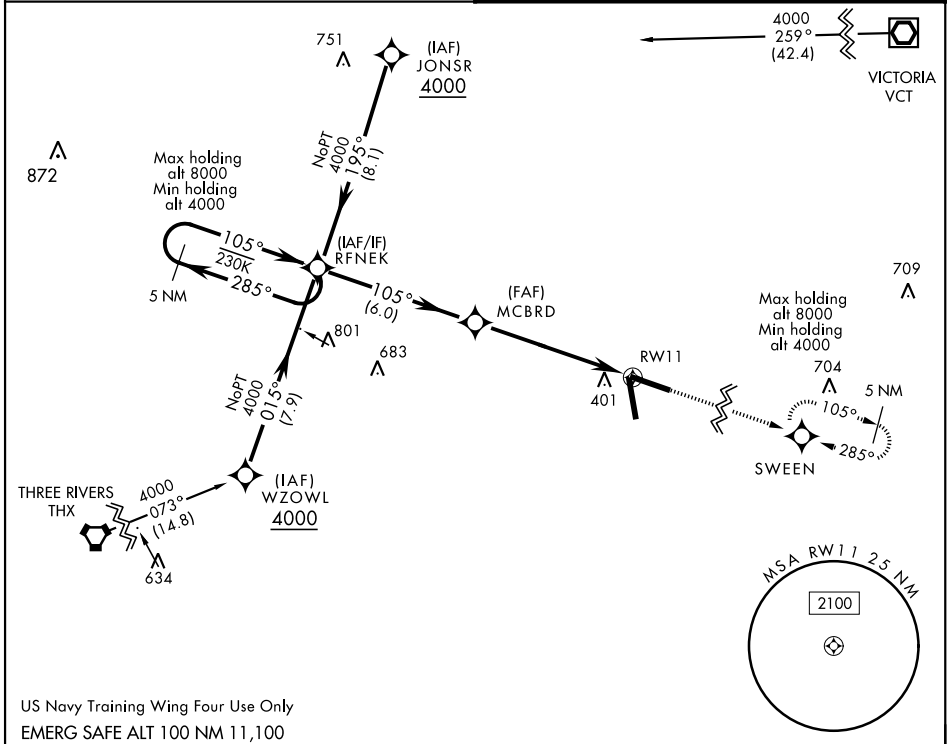 751
(IAF)
JONSR
4000
4000
259°
(42.4)
VICTORIA
VCT
872
NoPT
4000
195°
(8.1)
Max holding
alt 8000
Min holding
alt 4000
105°
230K
285°
5 NM
(IAF/IF)
RFNEK
105°
(6.0)
(FAF)
MCBRD
801
683
709
Max holding
alt 8000
Min holding
alt 4000
704
5 NM
105°
285°
RW11
401
SWEEN
NoPT
4000
015°
(7.9)
(IAF)
WZOWL
4000
THREE RIVERS
THX
4000
073°
(14.8)
634
MSA RW11 25 NM
2100
US Navy Training Wing Four Use Only
EMERG SAFE ALT 100 NM 11,100